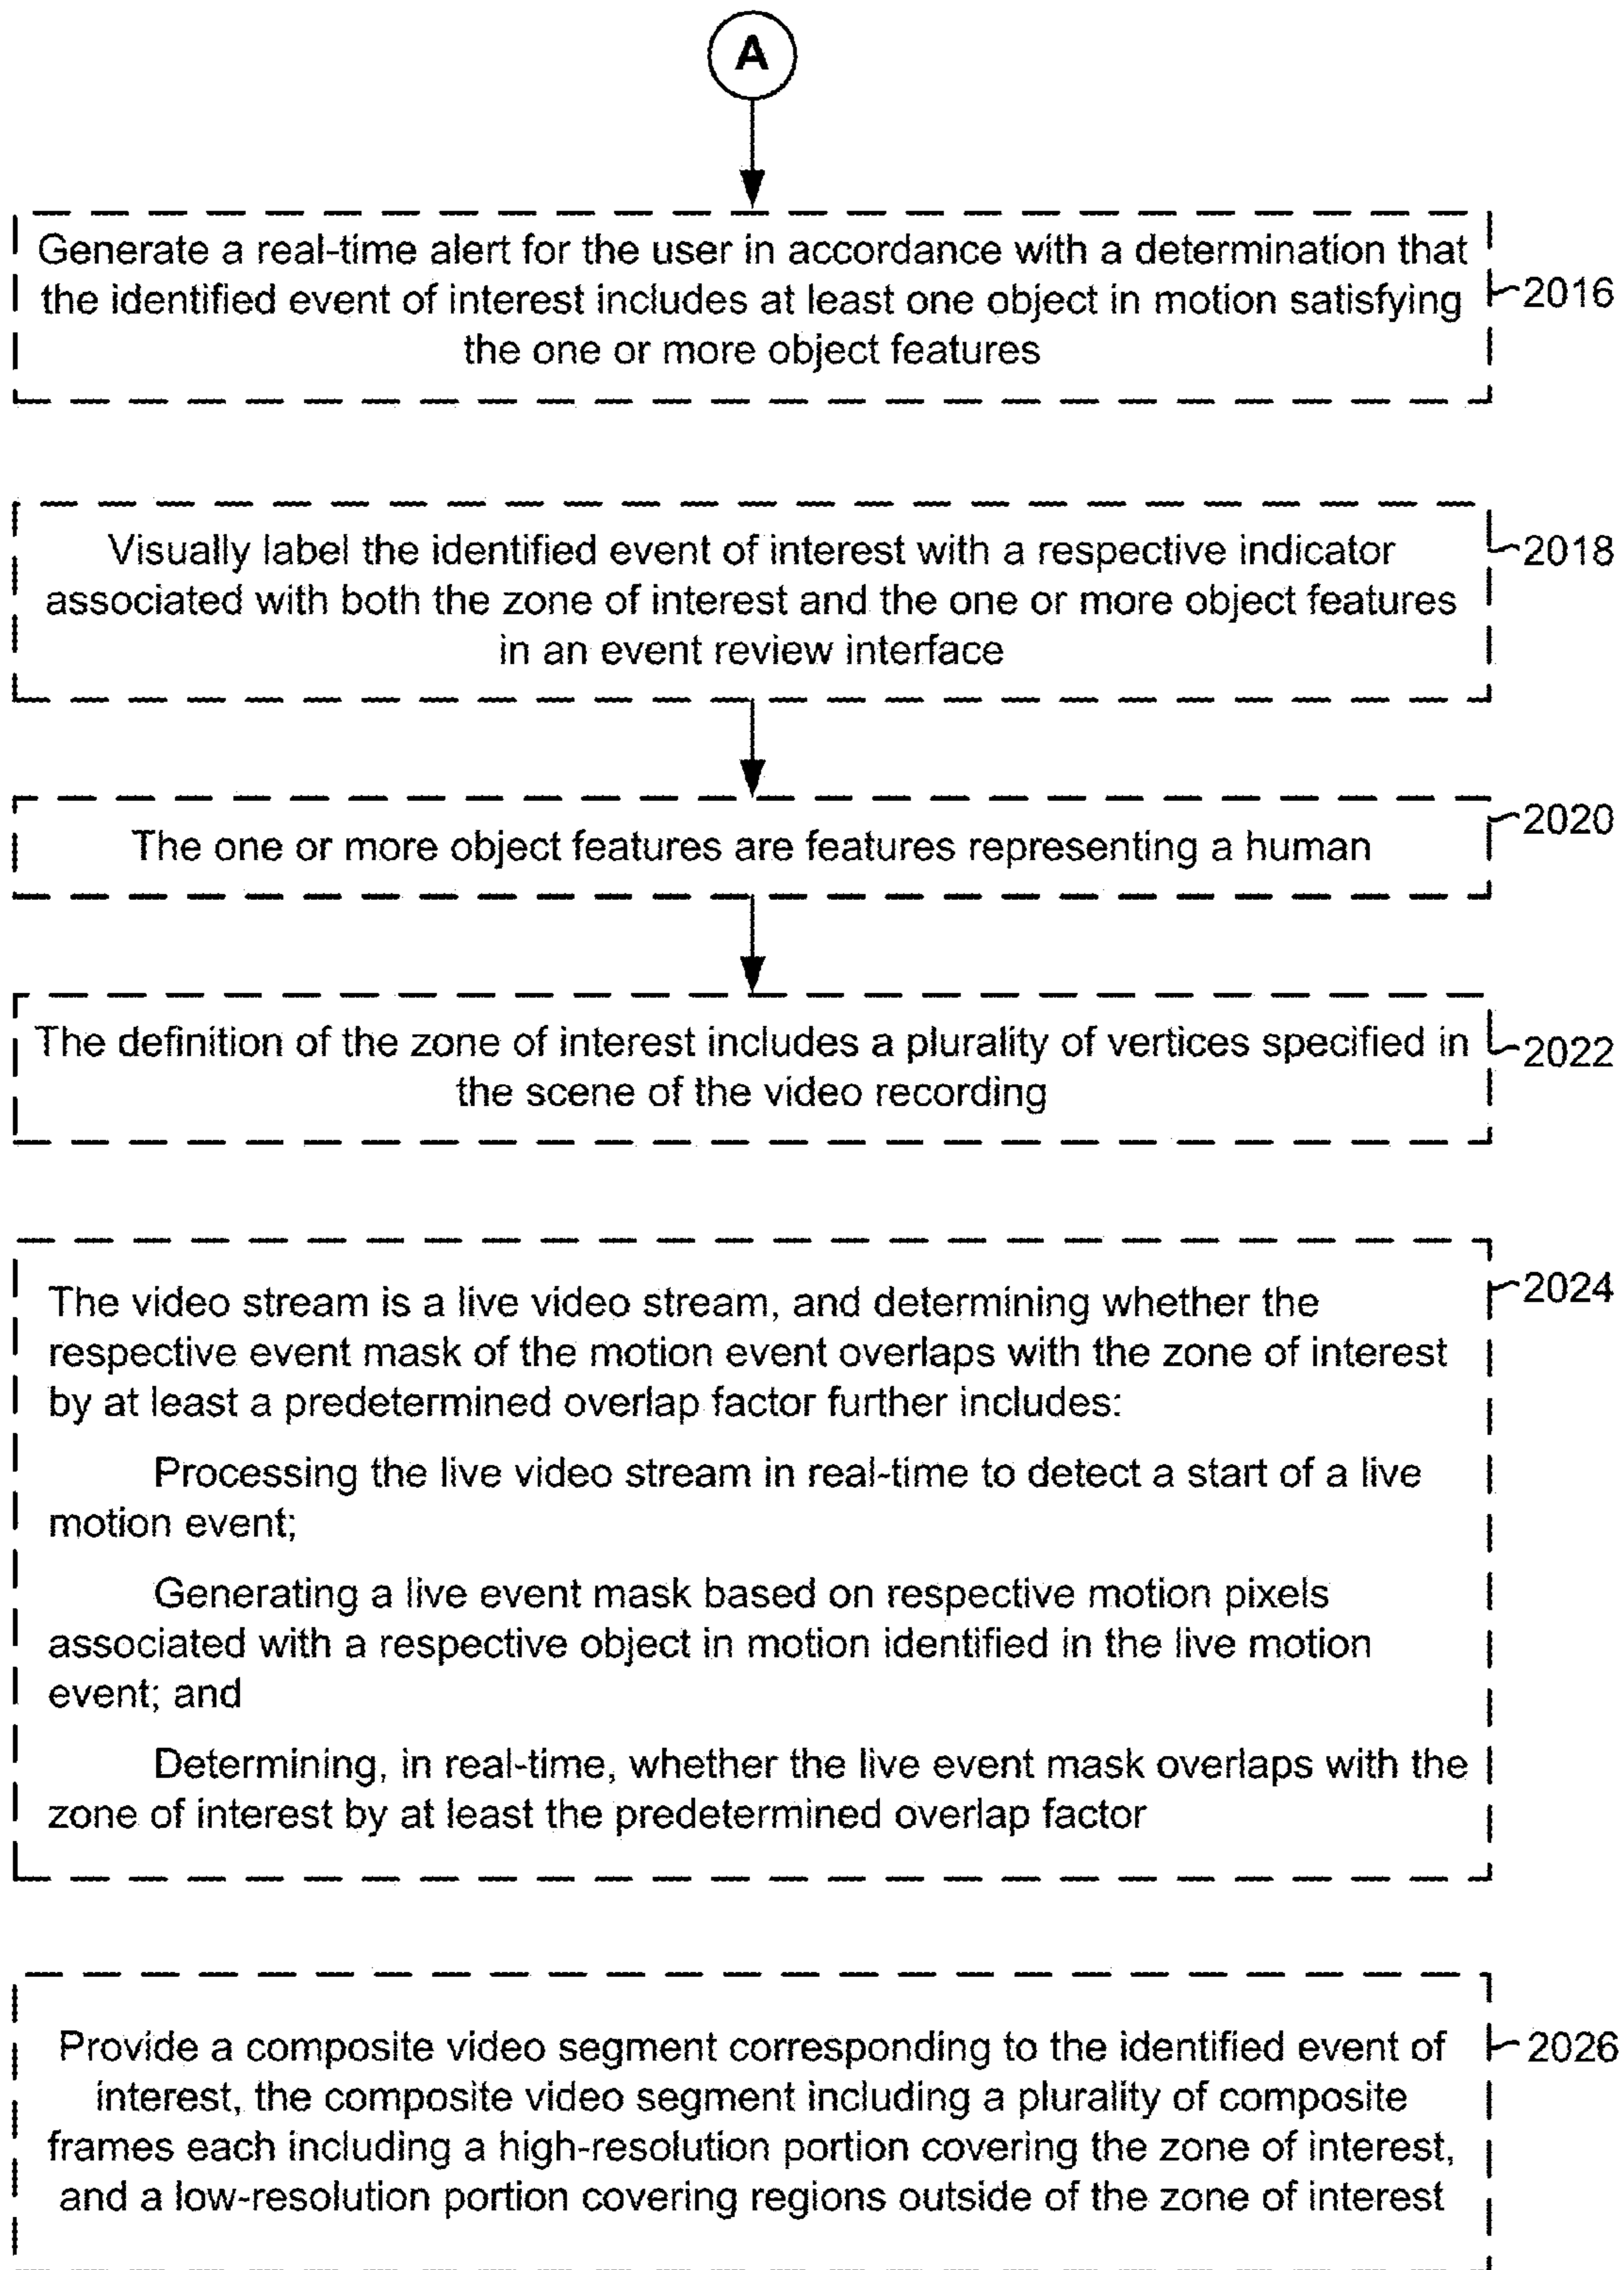 A
Generate a real-time alert for the user in accordance with a determination that
the identified event of interest includes at least one object in motion satisfying
the one or more object features
2016
Visually label the identified event of interest with a respective indicator
associated with both the zone of interest and the one or more object features
in an event review interface
2018
The one or more object features are features representing a human
2020
The definition of the zone of interest includes a plurality of vertices specified in
the scene of the video recording
2022
The video stream is a live video stream, and determining whether the
respective event mask of the motion event overlaps with the zone of interest
by at least a predetermined overlap factor further includes:
Processing the live video stream in real-time to detect a start of a live
motion event;
Generating a live event mask based on respective motion pixels
associated with a respective object in motion identified in the live motion
event; and
Determining, in real-time, whether the live event mask overlaps with the
zone of interest by at least the predetermined overlap factor
2024
Provide a composite video segment corresponding to the identified event of
interest, the composite video segment including a plurality of composite
frames each including a high-resolution portion covering the zone of interest,
and a low-resolution portion covering regions outside of the zone of interest
2026